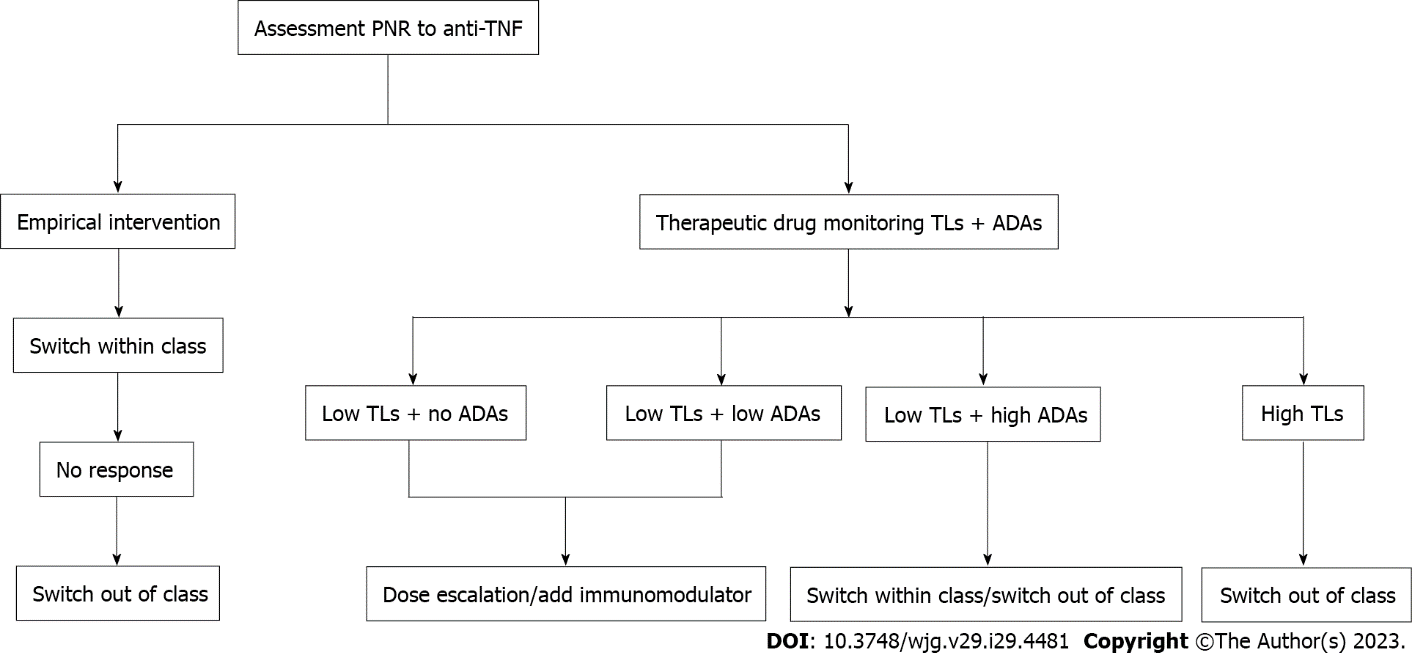 Assessment PNR to anti-TNF
Empirical intervention
Therapeutic drug monitoring TLs + ADAs
Switch within class
Low TLs + no ADAs
Low TLs + low ADAs
Low TLs + high ADAs
High TLs
No response
Switch out of class
Dose escalation/add immunomodulator
Switch within class/switch out of class
Switch out of class
DOI: 10.3748/wjg.v29.i29.4481 Copyright ©The Author(s) 2023.